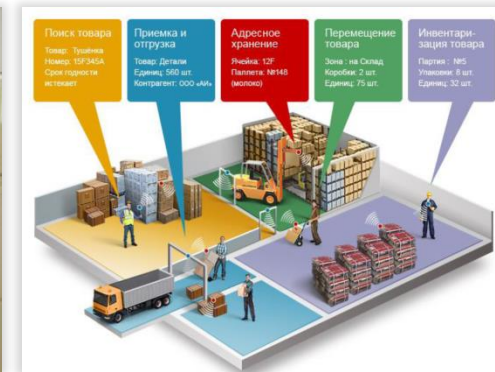 Поиск товара
Товар: Тушёнка
Номер: 15F345A
Срок годности
истекает
Приемка и
отгрузка
Товар: Детали
Единиц: 560 шт.
Контрагент: ООО «АИ»
Адресное
хранение
Ячейка: 12F
Паллета: №148
(молоко)
Перемещение
товара
Зона : на Склад
Коробки: 2 шт.
Единиц: 75 шт.
Инвентари-
зация товара
Партия : №5
Упаковки: 8 шт.
Единиц: 32 шт.